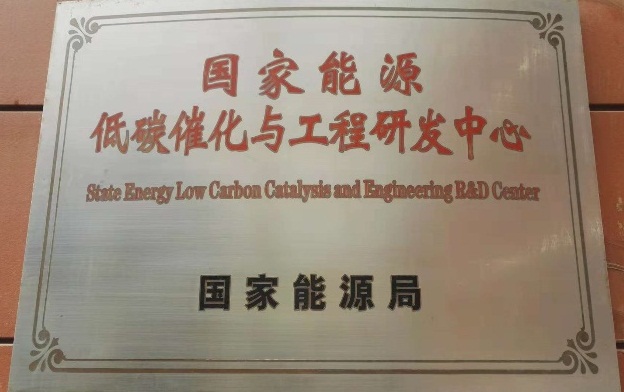 国家能源
低碳催化与工程研发中心
State Energy Low Carbon Catalysis and Engineering R&D Center
国家能源局